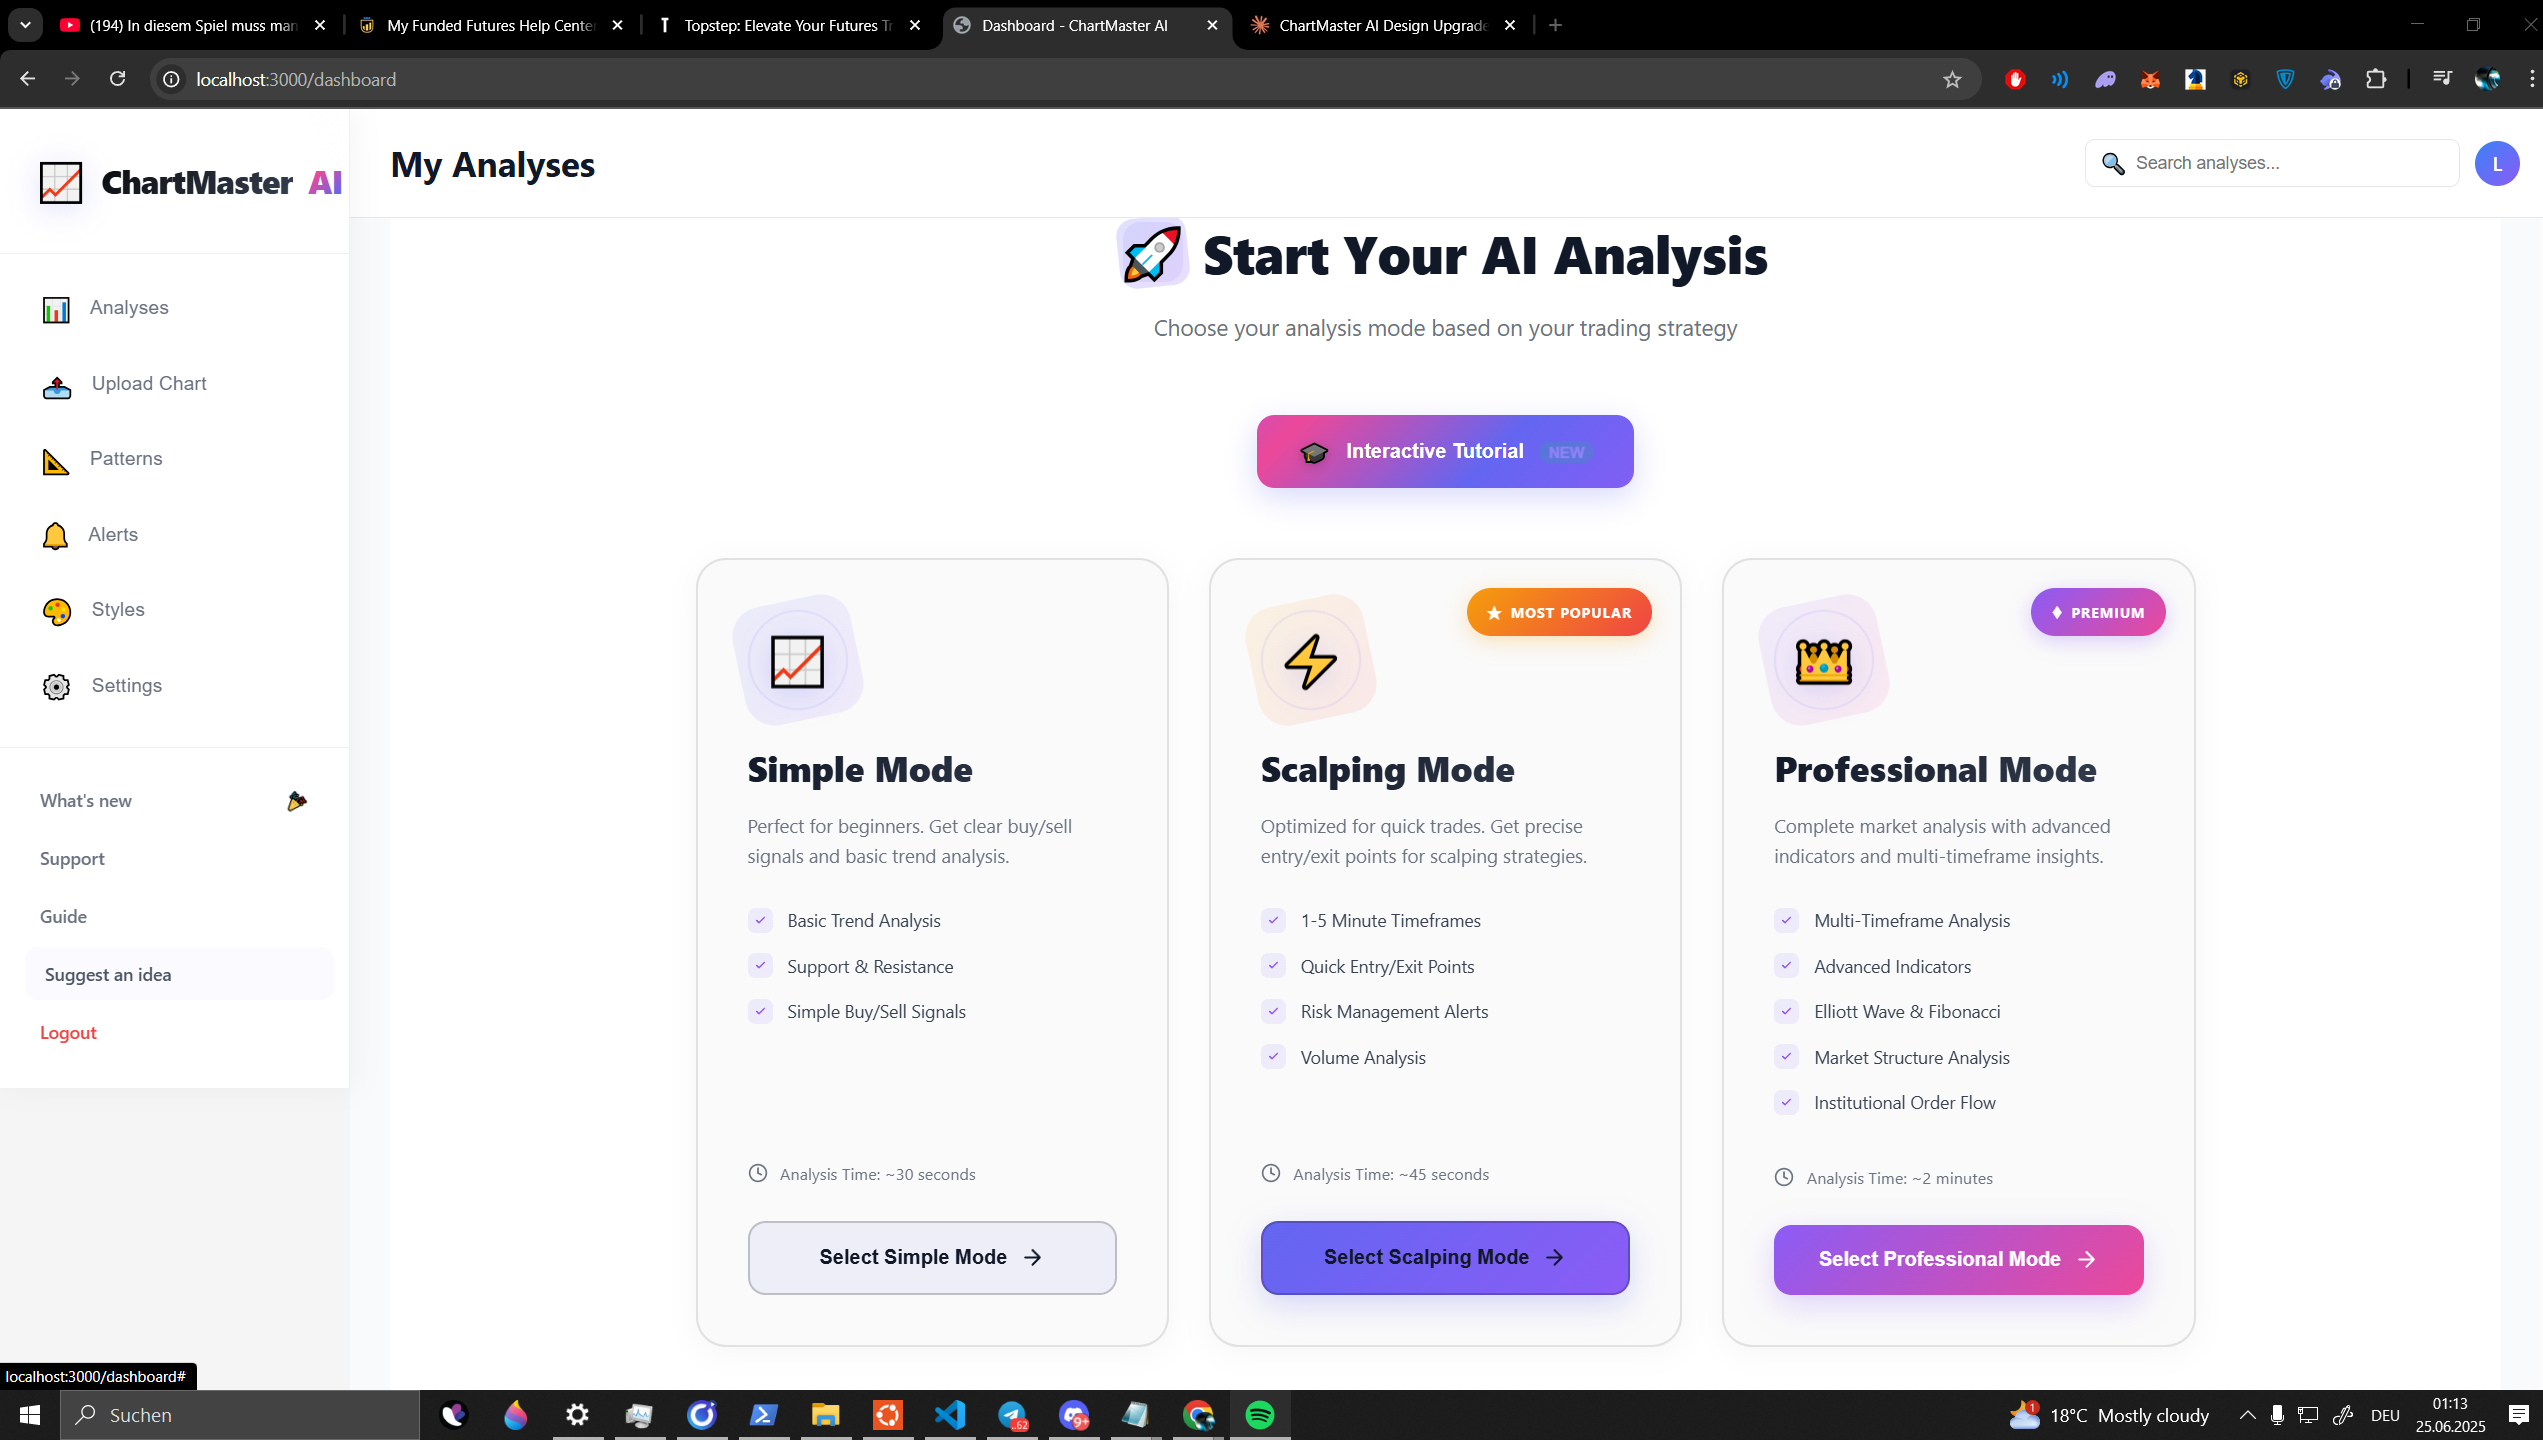 (194) In diesem Spiel muss man
My Funded Futures Help Center
Topstep: Elevate Your Futures Tr
Dashboard - ChartMaster AI
ChartMaster AI Design Upgrade
localhost:3000/dashboard
ChartMaster AI
My Analyses
Search analyses...
L
Analyses
Upload Chart
Patterns
Alerts
Styles
Settings
What's new
Support
Guide
Suggest an idea
Logout
Start Your AI Analysis
Choose your analysis mode based on your trading strategy
Interactive Tutorial NEW
Simple Mode
Perfect for beginners. Get clear buy/sell
signals and basic trend analysis.
Basic Trend Analysis
Support & Resistance
Simple Buy/Sell Signals
Analysis Time: ~30 seconds
Select Simple Mode →
★ MOST POPULAR
Scalping Mode
Optimized for quick trades. Get precise
entry/exit points for scalping strategies.
1-5 Minute Timeframes
Quick Entry/Exit Points
Risk Management Alerts
Volume Analysis
Analysis Time: ~45 seconds
Select Scalping Mode →
♦ PREMIUM
Professional Mode
Complete market analysis with advanced
indicators and multi-timeframe insights.
Multi-Timeframe Analysis
Advanced Indicators
Elliott Wave & Fibonacci
Market Structure Analysis
Institutional Order Flow
Analysis Time: ~2 minutes
Select Professional Mode →
localhost:3000/dashboard#
Suchen
62
9+
1
18°C Mostly cloudy
DEU
01:13
25.06.2025